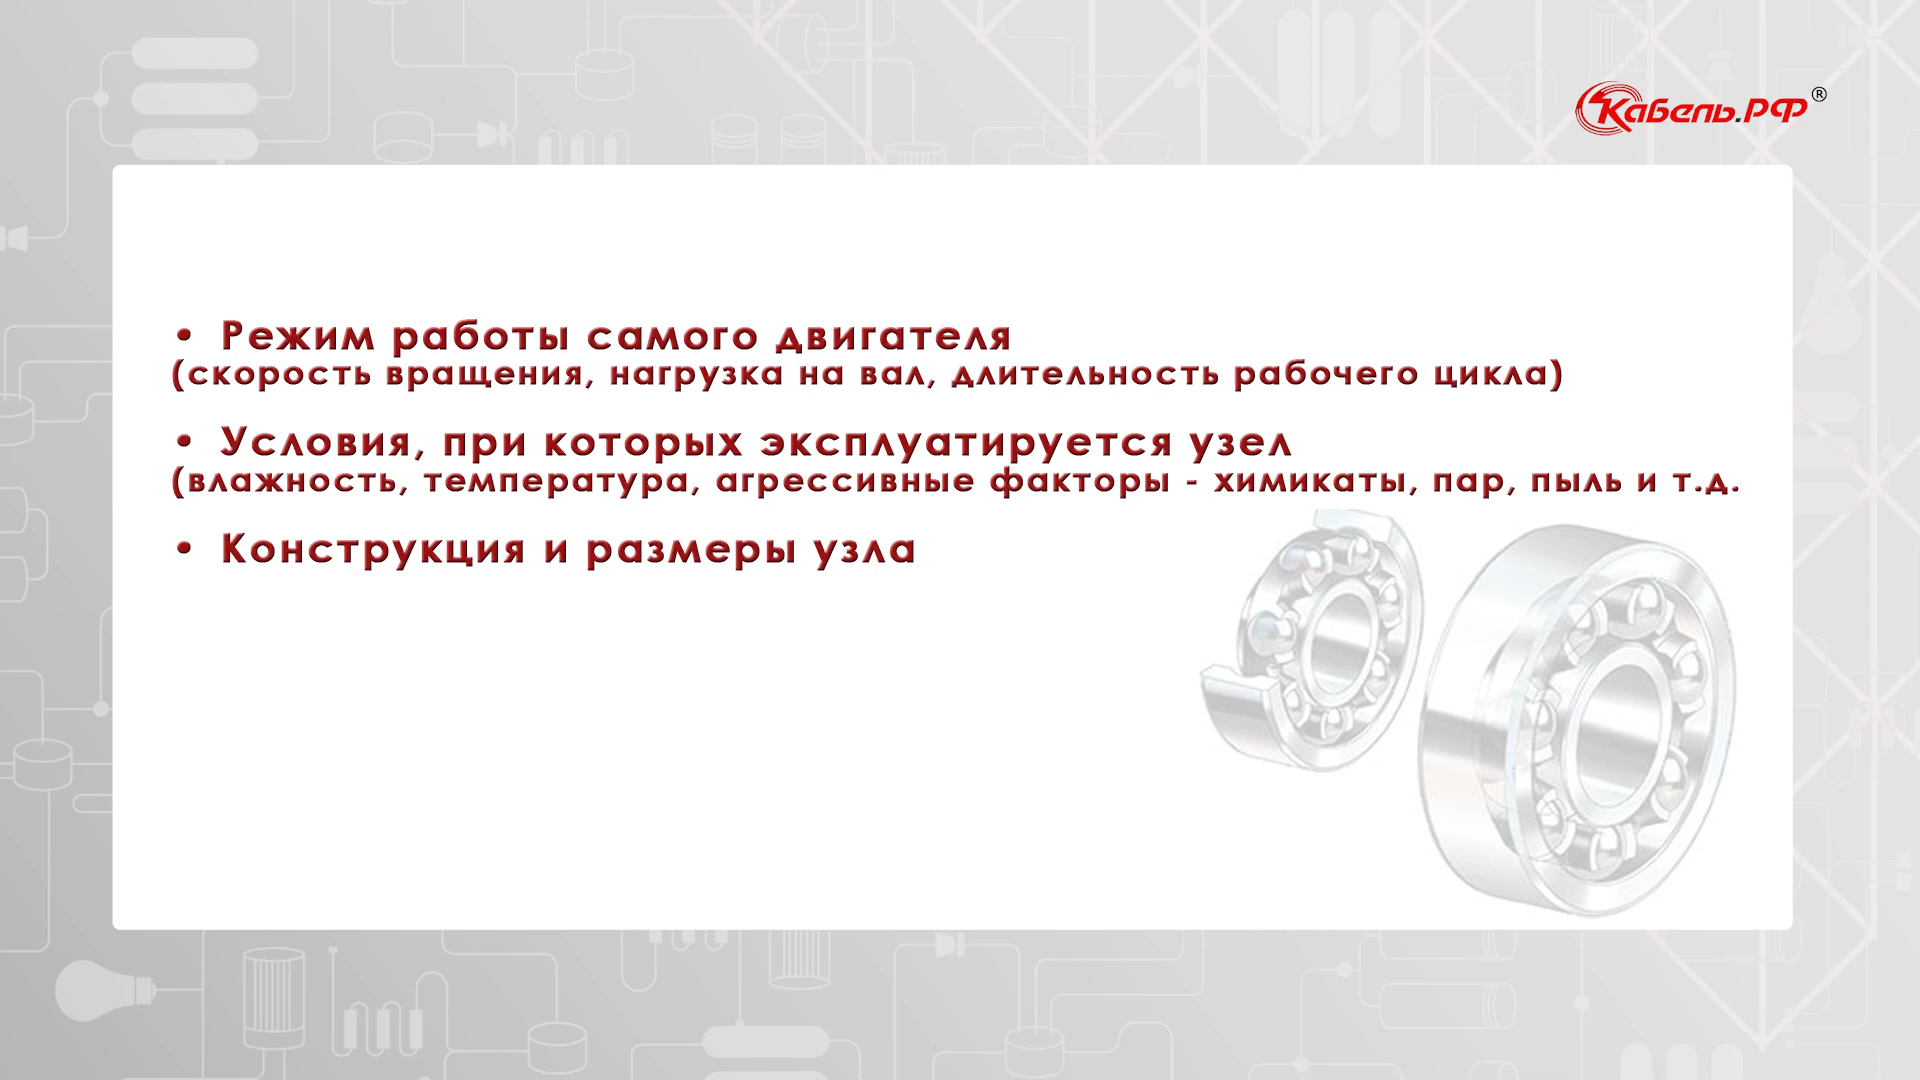 Кабель.РФ®
• Режим работы самого двигателя
(скорость вращения, нагрузка на вал, длительность рабочего цикла)
• Условия, при которых эксплуатируется узел
(влажность, температура, агрессивные факторы - химикаты, пар, пыль и т.д.
• Конструкция и размеры узла